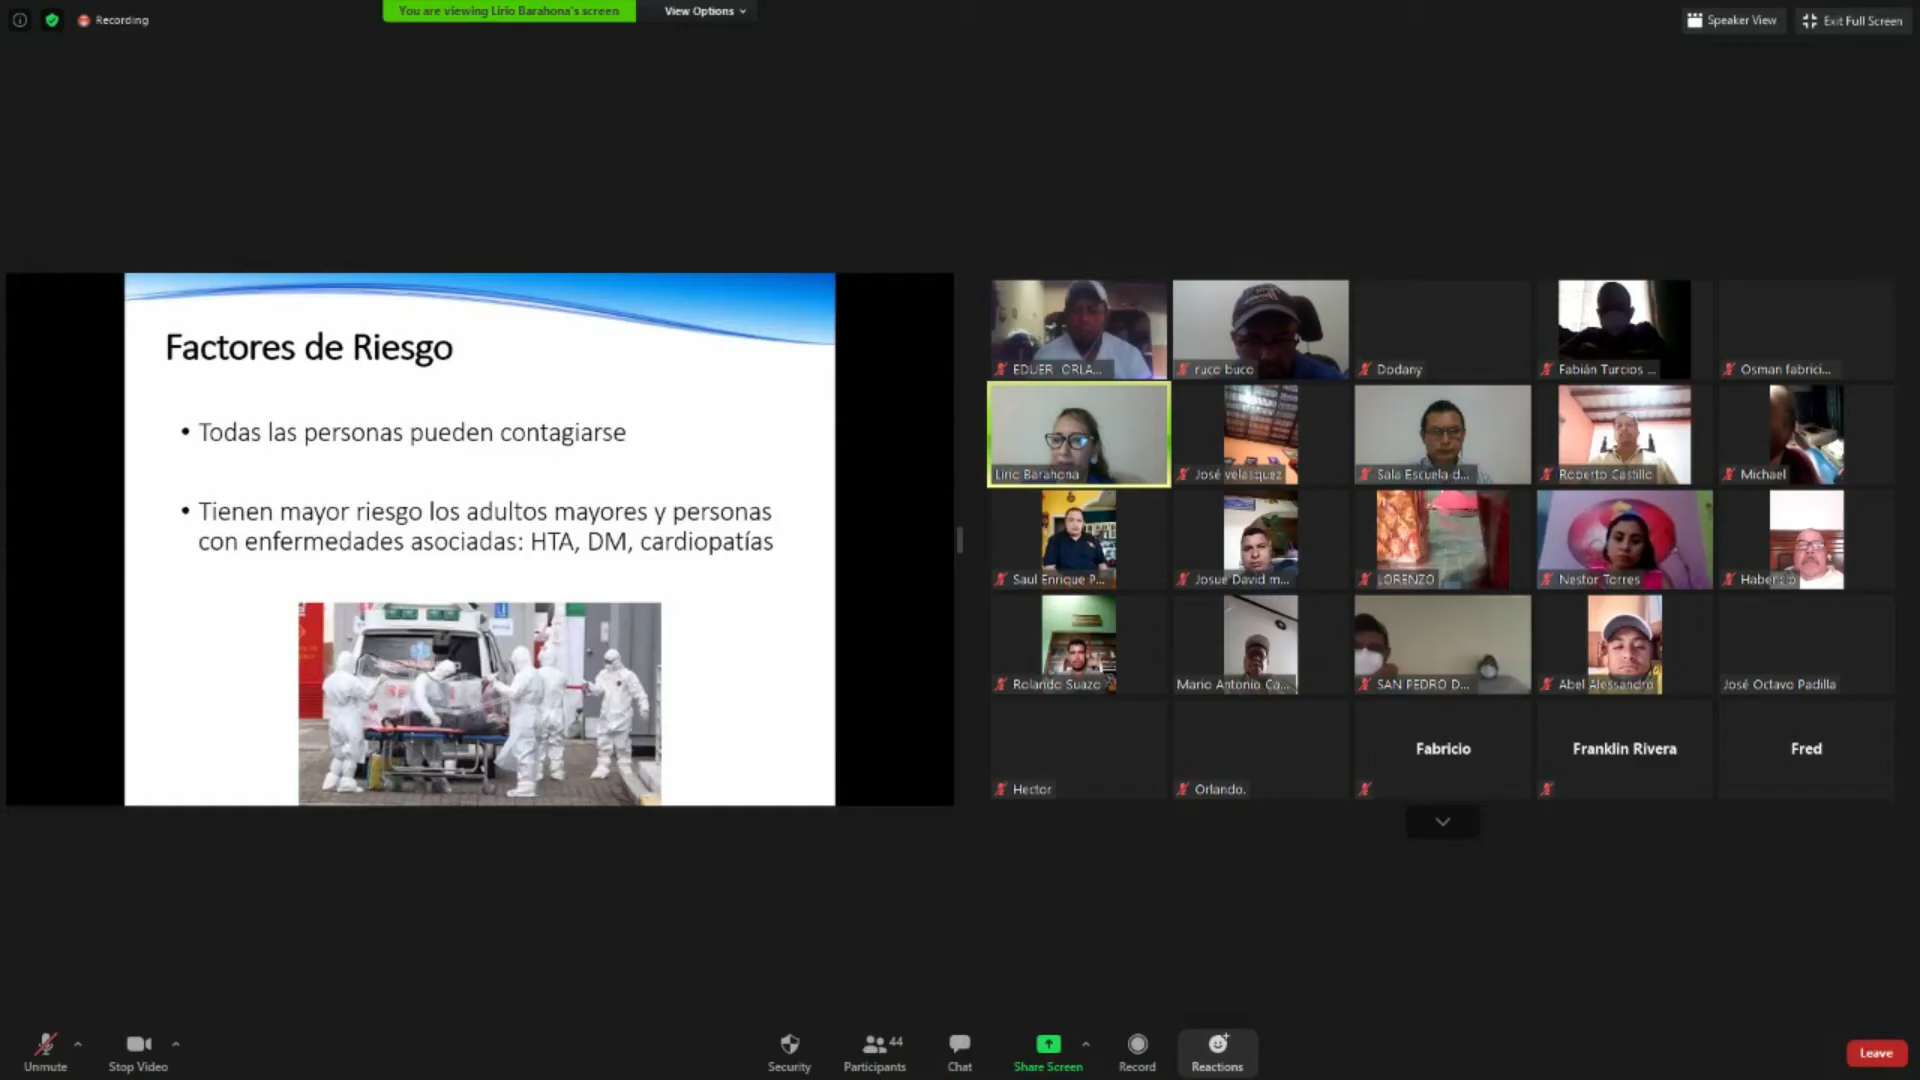 Recording
You are viewing Lirio Barahona's screen
View Options
Speaker View
Exit Full Screen
Factores de Riesgo
• Todas las personas pueden contagiarse
• Tienen mayor riesgo los adultos mayores y personas
con enfermedades asociadas: HTA, DM, cardiopatías
EDUER ORLA...
ruco buco
Dodany
Fabián Turcios ...
Osman fabrici...
Lirio Barahona
José velasquez
Sala Escuela d...
Roberto Castillo
Michael
Saul Enrique P...
Josue David m...
LORENZO
Nestor Torres
Rolando Suazo
Mario Antonio Ca...
SAN PEDRO D...
Abel Alessandro
José Octavo Padilla
Hector
Orlando.
Fabricio
Franklin Rivera
Fred
Unmute
Stop Video
Security
Participants
44
Chat
Share Screen
Record
Reactions
Leave